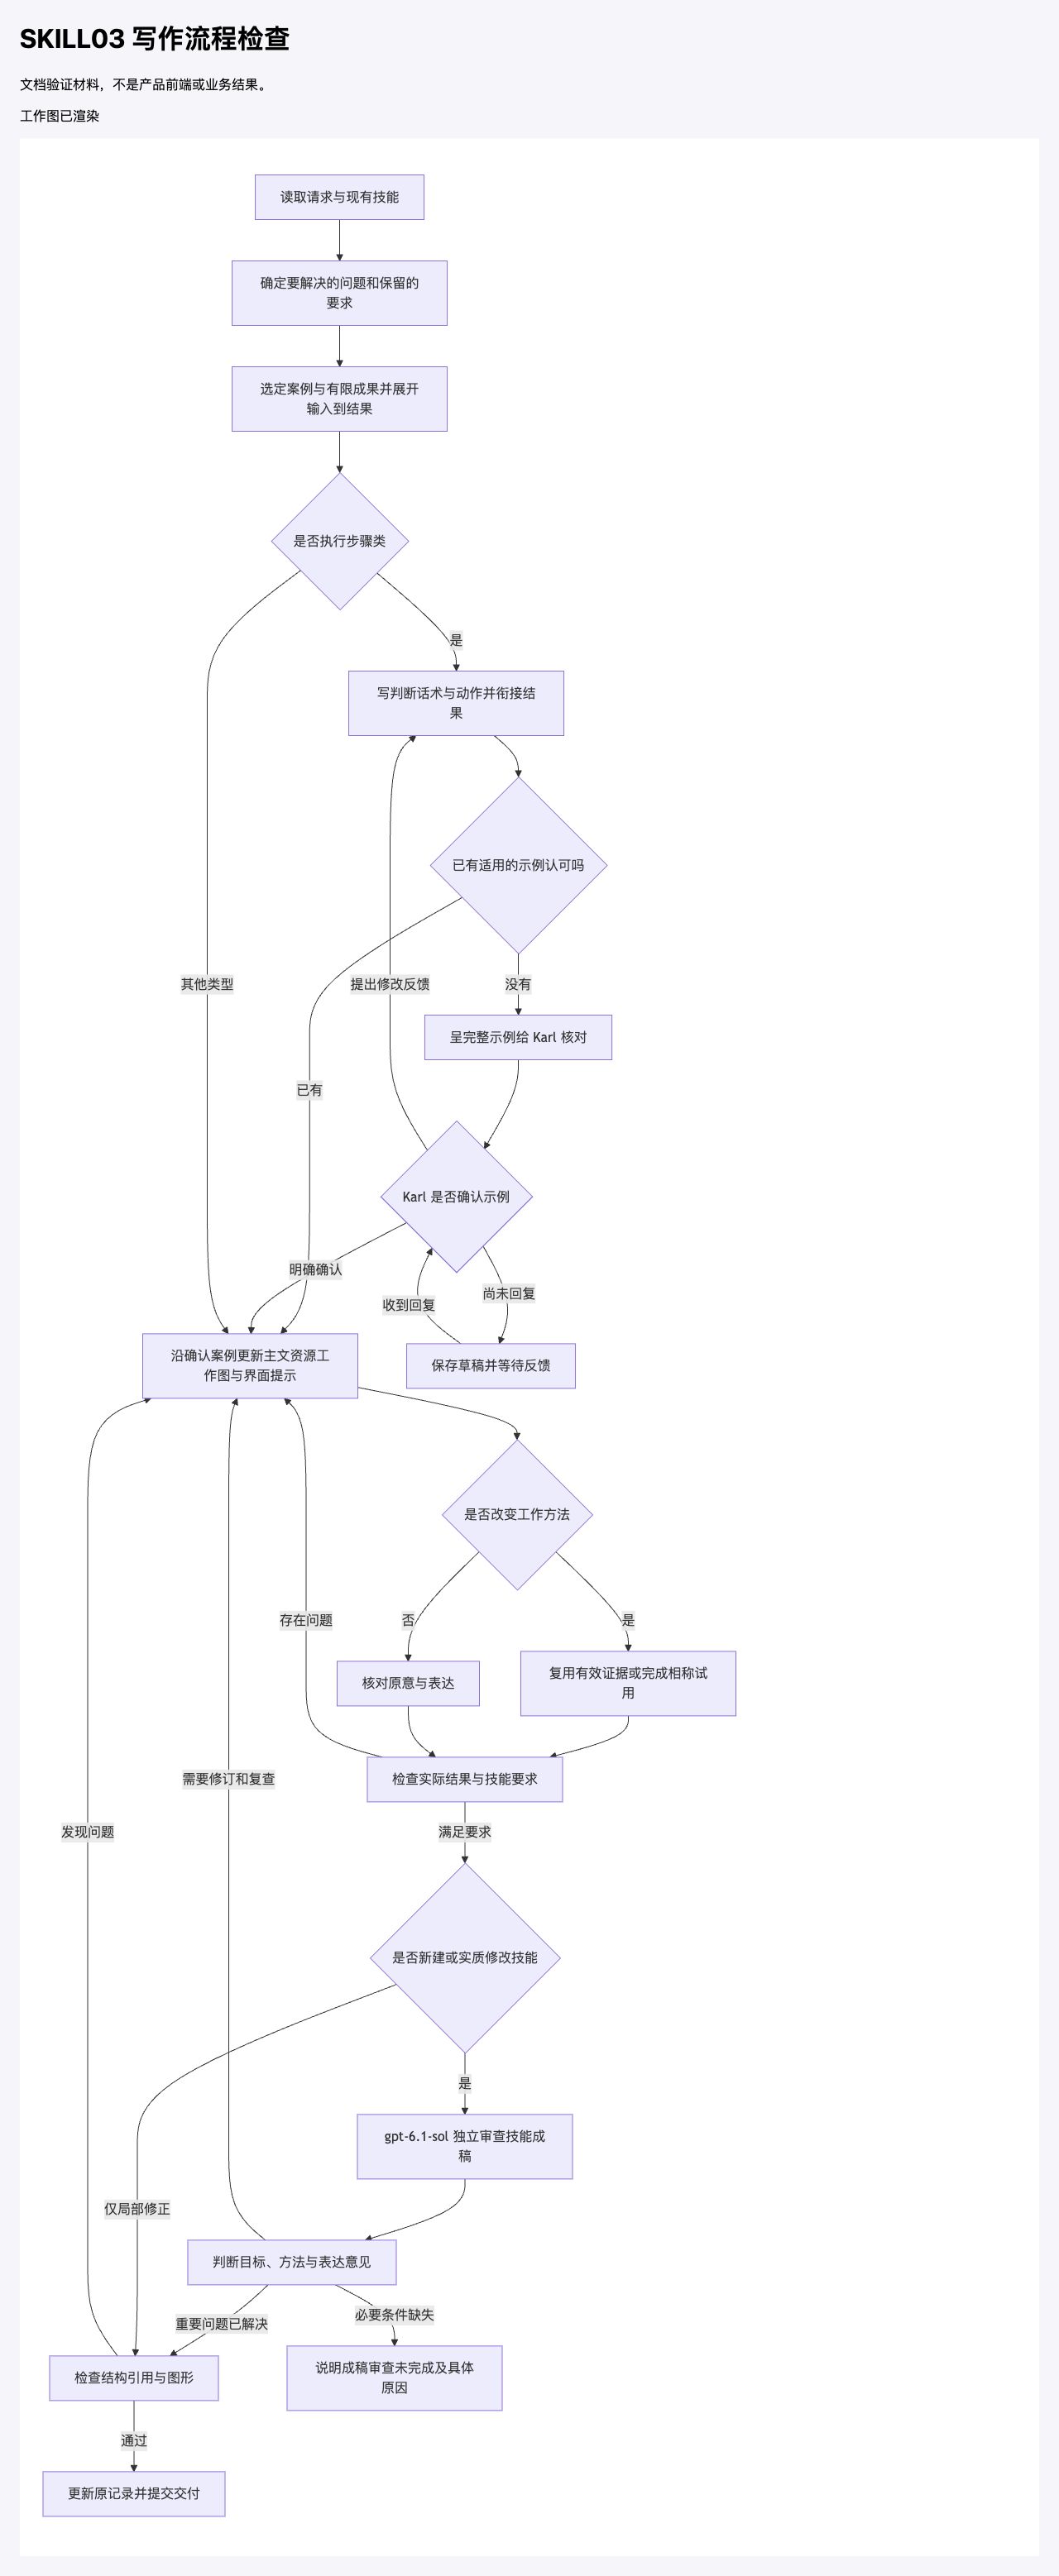 SKILL03 写作流程检查
文档验证材料，不是产品前端或业务结果。
工作图已渲染
读取请求与现有技能
确定要解决的问题和保留的
要求
选定案例与有限成果并展开
输入到结果
是否执行步骤类
是
写判断话术与动作并衔接结
果
已有适用的示例认可吗
其他类型
提出修改反馈
没有
呈完整示例给 Karl 核对
已有
Karl 是否确认示例
明确确认
尚未回复
收到回复
沿确认案例更新主文资源工
作图与界面提示
保存草稿并等待反馈
是否改变工作方法
存在问题
否
是
核对原意与表达
复用有效证据或完成相称试
用
需要修订和复查
检查实际结果与技能要求
发现问题
满足要求
是否新建或实质修改技能
是
gpt-6.1-sol 独立审查技能成
稿
仅局部修正
判断目标、方法与表达意见
重要问题已解决
必要条件缺失
检查结构引用与图形
说明成稿审查未完成及具体
原因
通过
更新原记录并提交交付